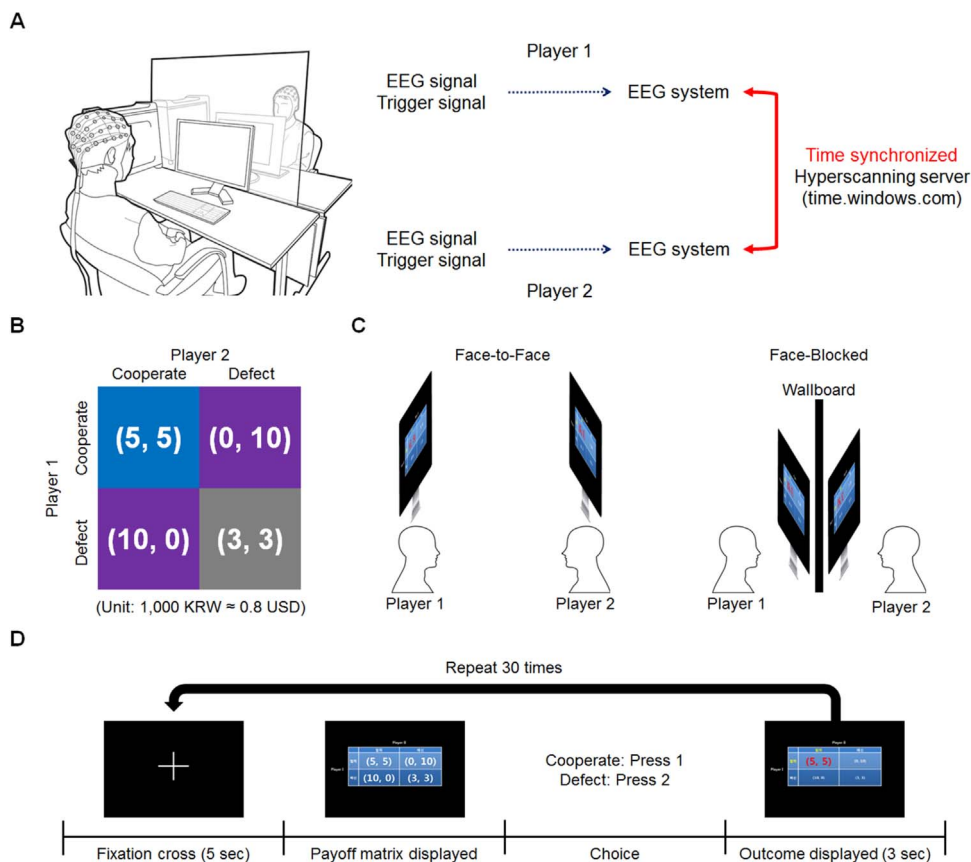 A
Player 1
EEG signal
Trigger signal
EEG system
Time synchronized
Hyperscanning server
(time.windows.com)
EEG signal
Trigger signal
EEG system
Player 2
B
Player 2
Cooperate Defect
Player 1
Cooperate
(5, 5) (0, 10)
Defect
(10, 0) (3, 3)
(Unit: 1,000 KRW ≈ 0.8 USD)
C
Face-to-Face
Face-Blocked
Wallboard
Player 1
Player 2
Player 1
Player 2
D
Repeat 30 times
(5, 5) (0, 10)
(10, 0) (3, 3)
Cooperate: Press 1
Defect: Press 2
(5, 5)
Fixation cross (5 sec)
Payoff matrix displayed
Choice
Outcome displayed (3 sec)